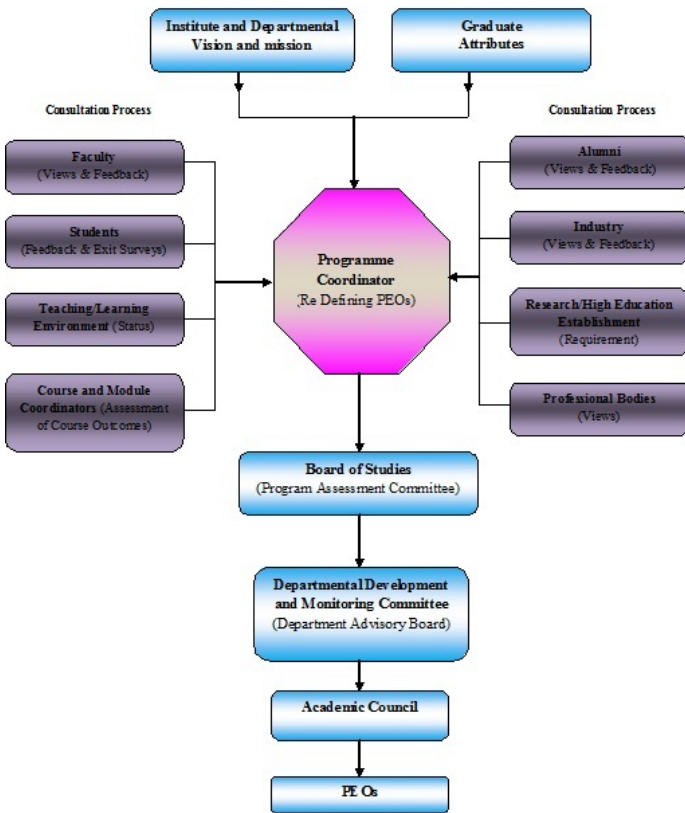 Institute and Departmental
Vision and mission
Graduate
Attributes
Consultation Process
Consultation Process
Faculty
(Views & Feedback)
Students
(Feedback & Exit Surveys)
Teaching/Learning
Environment (Status)
Course and Module
Coordinators (Assessment
of Course Outcomes)
Programme
Coordinator
(Re Defining PEOs)
Alumni
(Views & Feedback)
Industry
(Views & Feedback)
Research/High Education
Establishment
(Requirement)
Professional Bodies
(Views)
Board of Studies
(Program Assessment Committee)
Departmental Development
and Monitoring Committee
(Department Advisory Board)
Academic Council
PEOs